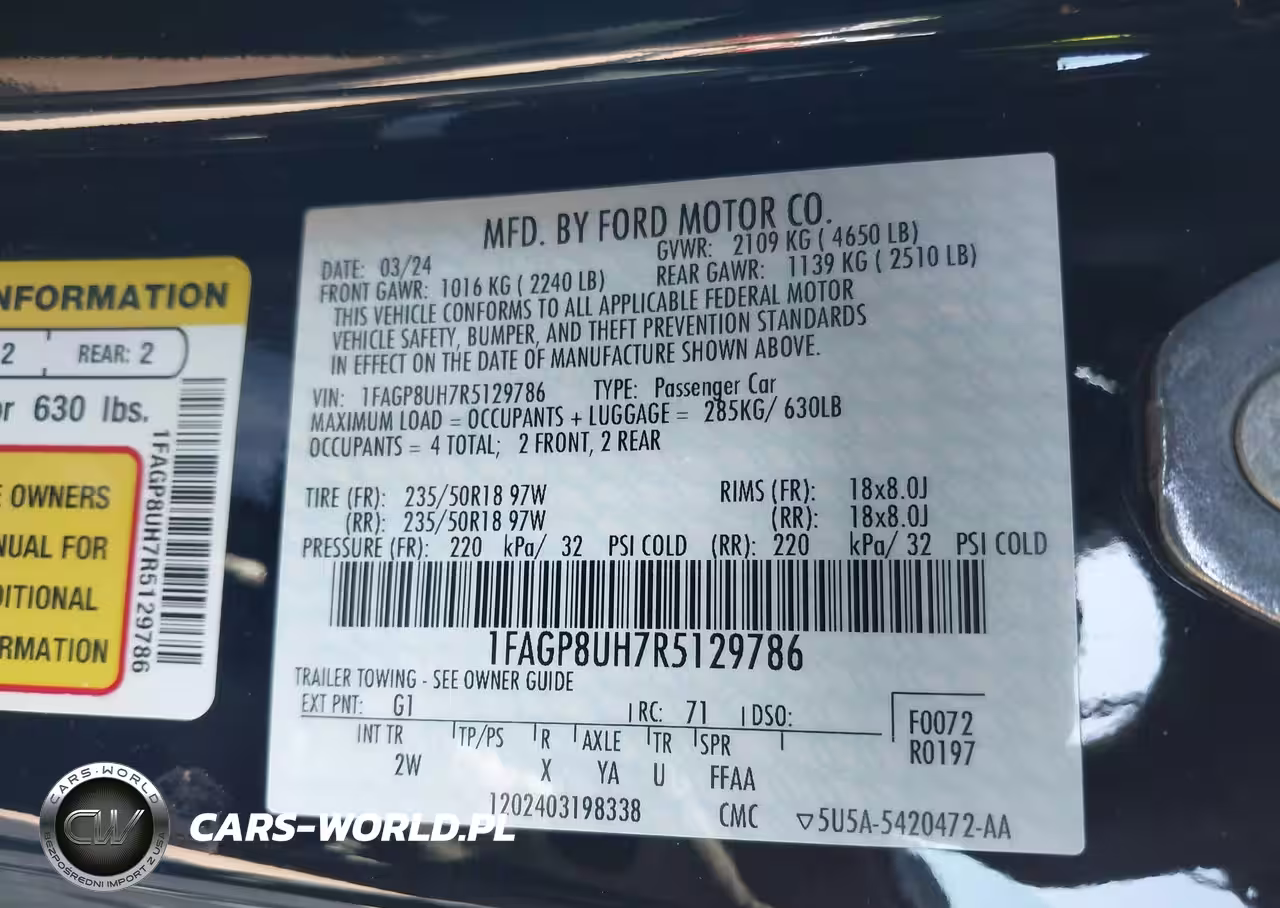 NFORMATION
2 REAR: 2
or 630 lbs.
E OWNERS
NUAL FOR
DITIONAL
RMATION
1FAGP8UH7R5129786
MFD. BY FORD MOTOR CO.
DATE: 03/24 GVWR: 2109 KG ( 4650 LB)
FRONT GAWR: 1016 KG ( 2240 LB) REAR GAWR: 1139 KG ( 2510 LB)
THIS VEHICLE CONFORMS TO ALL APPLICABLE FEDERAL MOTOR
VEHICLE SAFETY, BUMPER, AND THEFT PREVENTION STANDARDS
IN EFFECT ON THE DATE OF MANUFACTURE SHOWN ABOVE.
VIN: 1FAGP8UH7R5129786 TYPE: Passenger Car
MAXIMUM LOAD = OCCUPANTS + LUGGAGE = 285KG/ 630LB
OCCUPANTS = 4 TOTAL; 2 FRONT, 2 REAR
TIRE (FR): 235/50R18 97W RIMS (FR): 18x8.0J
(RR): 235/50R18 97W (RR): 18x8.0J
PRESSURE (FR): 220 kPa/ 32 PSI COLD (RR): 220 kPa/ 32 PSI COLD
1FAGP8UH7R5129786
TRAILER TOWING - SEE OWNER GUIDE
EXT PNT: G1 RC: 71 DSO:
F0072
R0197
INT TR TP/PS R AXLE TR SPR
2W X YA U FFAA
1202403198338 CMC ▽5U5A-5420472-AA
CARS-WORLD
CW
BEZPOŚREDNI IMPORT Z USA
CARS-WORLD.PL